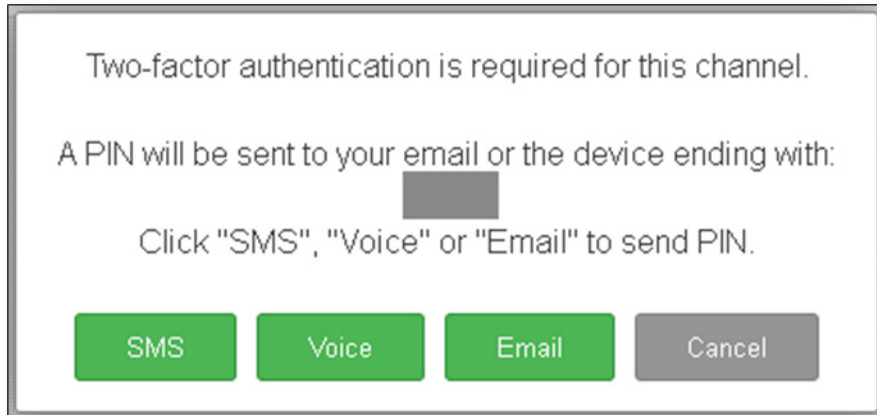 Two-factor authentication is required for this channel.
A PIN will be sent to your email or the device ending with:
Click "SMS", "Voice" or "Email" to send PIN.
SMS Voice Email Cancel